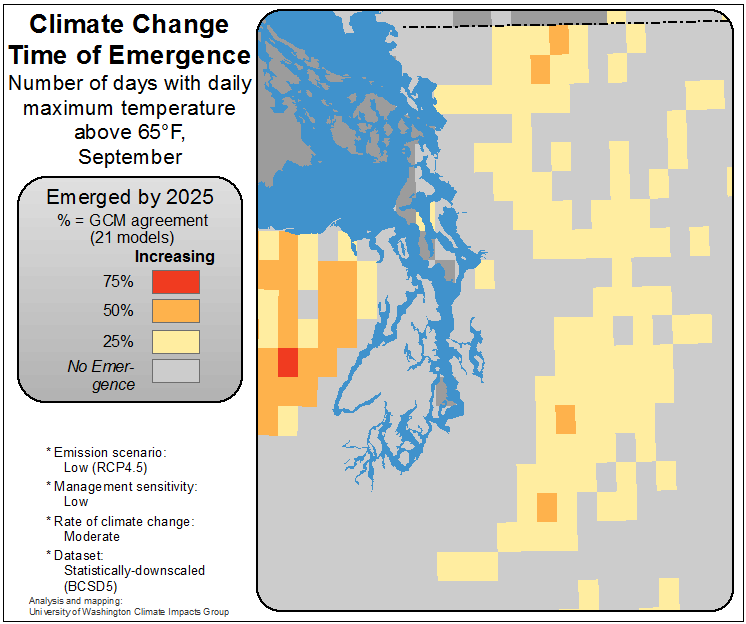 Climate Change
Time of Emergence
Number of days with daily
maximum temperature
above 65°F,
September
Emerged by 2025
% = GCM agreement
(21 models)
Increasing
75%
50%
25%
No Emer-
gence
* Emission scenario:
Low (RCP4.5)
* Management sensitivity:
Low
* Rate of climate change:
Moderate
* Dataset:
Statistically-downscaled
(BCSD5)
Analysis and mapping:
University of Washington Climate Impacts Group